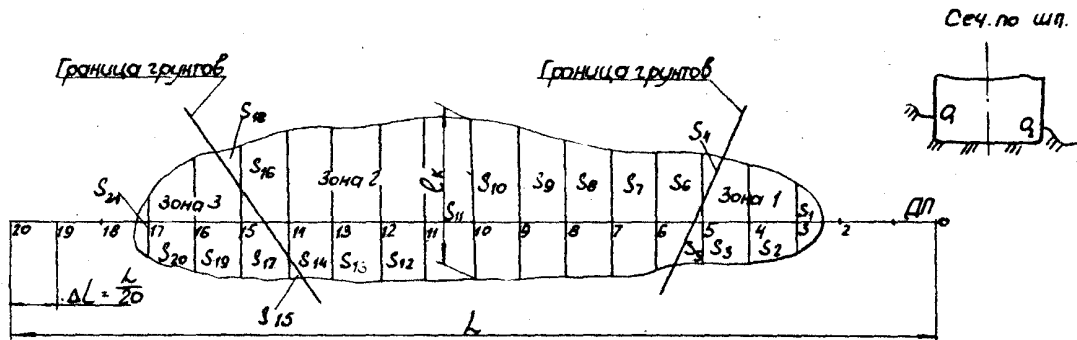 Сеч. по шп.
Граница грунтов
Граница грунтов
Q
Q
S18
S4
S16
Зона 2
ℓк
S10
S9
S8
S7
S6
Зона 1
S1
S21
Зона 3
S11
ДП
20 19 18 17 16 15 14 13 12 11 10 9 8 7 6 5 4 3 2
S20 S19 S17 S14 S13 S12 S5 S3 S2
ΔL = L/20
S15
L